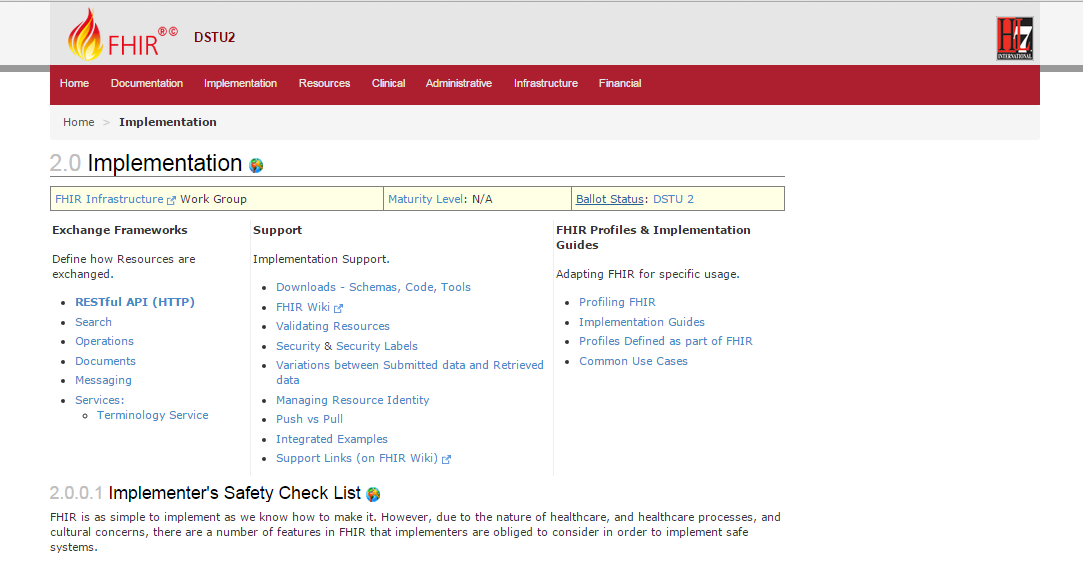 FHIR®© DSTU2
HL7
INTERNATIONAL
Home Documentation Implementation Resources Clinical Administrative Infrastructure Financial
Home > Implementation
2.0 Implementation
FHIR Infrastructure Work Group Maturity Level: N/A Ballot Status: DSTU 2
Exchange Frameworks
Define how Resources are
exchanged.
RESTful API (HTTP)
Search
Operations
Documents
Messaging
Services:
Terminology Service
Support
Implementation Support.
Downloads - Schemas, Code, Tools
FHIR Wiki
Validating Resources
Security & Security Labels
Variations between Submitted data and Retrieved
data
Managing Resource Identity
Push vs Pull
Integrated Examples
Support Links (on FHIR Wiki)
FHIR Profiles & Implementation
Guides
Adapting FHIR for specific usage.
Profiling FHIR
Implementation Guides
Profiles Defined as part of FHIR
Common Use Cases
2.0.0.1 Implementer's Safety Check List
FHIR is as simple to implement as we know how to make it. However, due to the nature of healthcare, and healthcare processes, and
cultural concerns, there are a number of features in FHIR that implementers are obliged to consider in order to implement safe
systems.